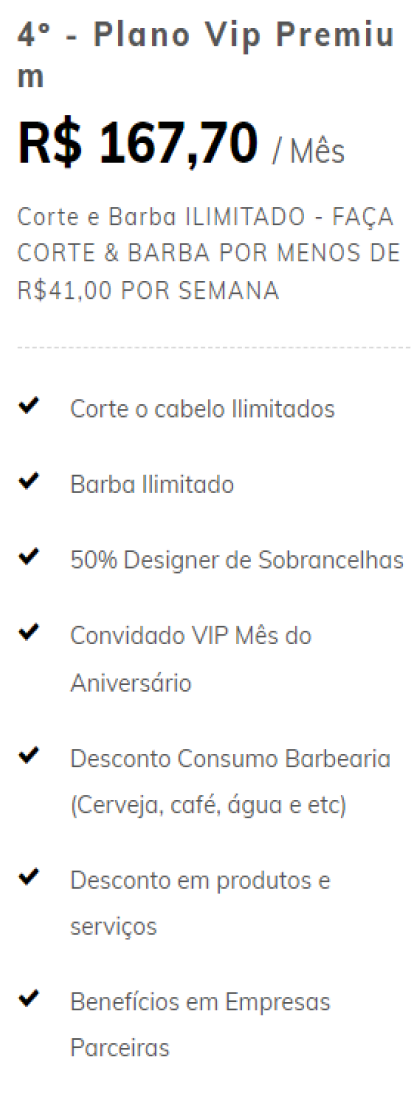 4º - Plano Vip Premiu
m
R$ 167,70 / Mês
Corte e Barba ILIMITADO - FAÇA
CORTE & BARBA POR MENOS DE
R$41,00 POR SEMANA
Corte o cabelo Ilimitados
Barba Ilimitado
50% Designer de Sobrancelhas
Convidado VIP Mês do
Aniversário
Desconto Consumo Barbearia
(Cerveja, café, água e etc)
Desconto em produtos e
serviços
Benefícios em Empresas
Parceiras